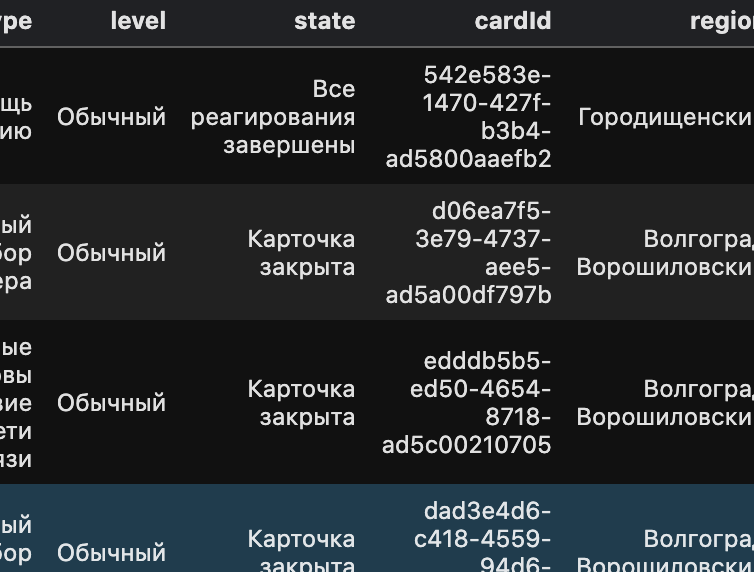 ype level state cardId region
щь
ию
Обычный
Все
реагирования
завершены
542e583e-
1470-427f-
b3b4-
ad5800aaefb2
Городищенски
ый
бор
ера
Обычный
Карточка
закрыта
d06ea7f5-
3e79-4737-
aee5-
ad5a00df797b
Волгоград
Ворошиловски
ые
овы
вие
ети
язи
Обычный
Карточка
закрыта
edddb5b5-
ed50-4654-
8718-
ad5c00210705
Волгоград
Ворошиловски
ый
бор
Обычный
Карточка
закрыта
dad3e4d6-
c418-4559-
94d6-
Волгоград
Ворошиловски